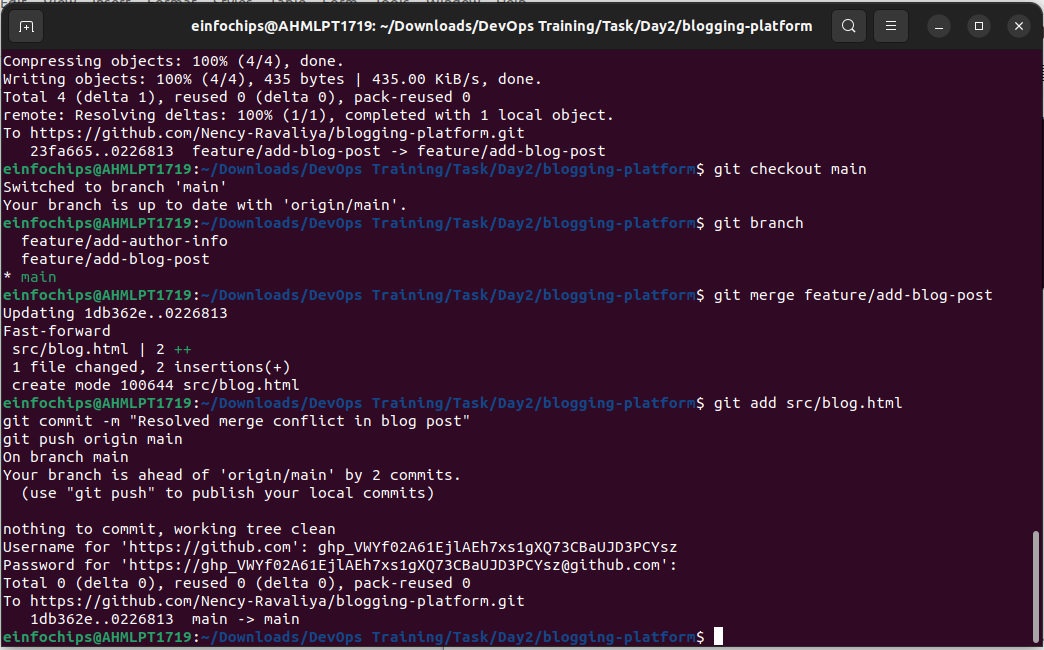 einfochips@AHMLPT1719: ~/Downloads/DevOps Training/Task/Day2/blogging-platform
Compressing objects: 100% (4/4), done.
Writing objects: 100% (4/4), 435 bytes | 435.00 KiB/s, done.
Total 4 (delta 1), reused 0 (delta 0), pack-reused 0
remote: Resolving deltas: 100% (1/1), completed with 1 local object.
To https://github.com/Nency-Ravaliya/blogging-platform.git
   23fa665..0226813  feature/add-blog-post -> feature/add-blog-post
einfochips@AHMLPT1719:~/Downloads/DevOps Training/Task/Day2/blogging-platform$ git checkout main
Switched to branch 'main'
Your branch is up to date with 'origin/main'.
einfochips@AHMLPT1719:~/Downloads/DevOps Training/Task/Day2/blogging-platform$ git branch
  feature/add-author-info
  feature/add-blog-post
* main
einfochips@AHMLPT1719:~/Downloads/DevOps Training/Task/Day2/blogging-platform$ git merge feature/add-blog-post
Updating 1db362e..0226813
Fast-forward
 src/blog.html | 2 ++
 1 file changed, 2 insertions(+)
 create mode 100644 src/blog.html
einfochips@AHMLPT1719:~/Downloads/DevOps Training/Task/Day2/blogging-platform$ git add src/blog.html
git commit -m "Resolved merge conflict in blog post"
git push origin main
On branch main
Your branch is ahead of 'origin/main' by 2 commits.
  (use "git push" to publish your local commits)
nothing to commit, working tree clean
Username for 'https://github.com': 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
Password for 'https://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@github.com':
Total 0 (delta 0), reused 0 (delta 0), pack-reused 0
To https://github.com/Nency-Ravaliya/blogging-platform.git
   1db362e..0226813  main -> main
einfochips@AHMLPT1719:~/Downloads/DevOps Training/Task/Day2/blogging-platform$